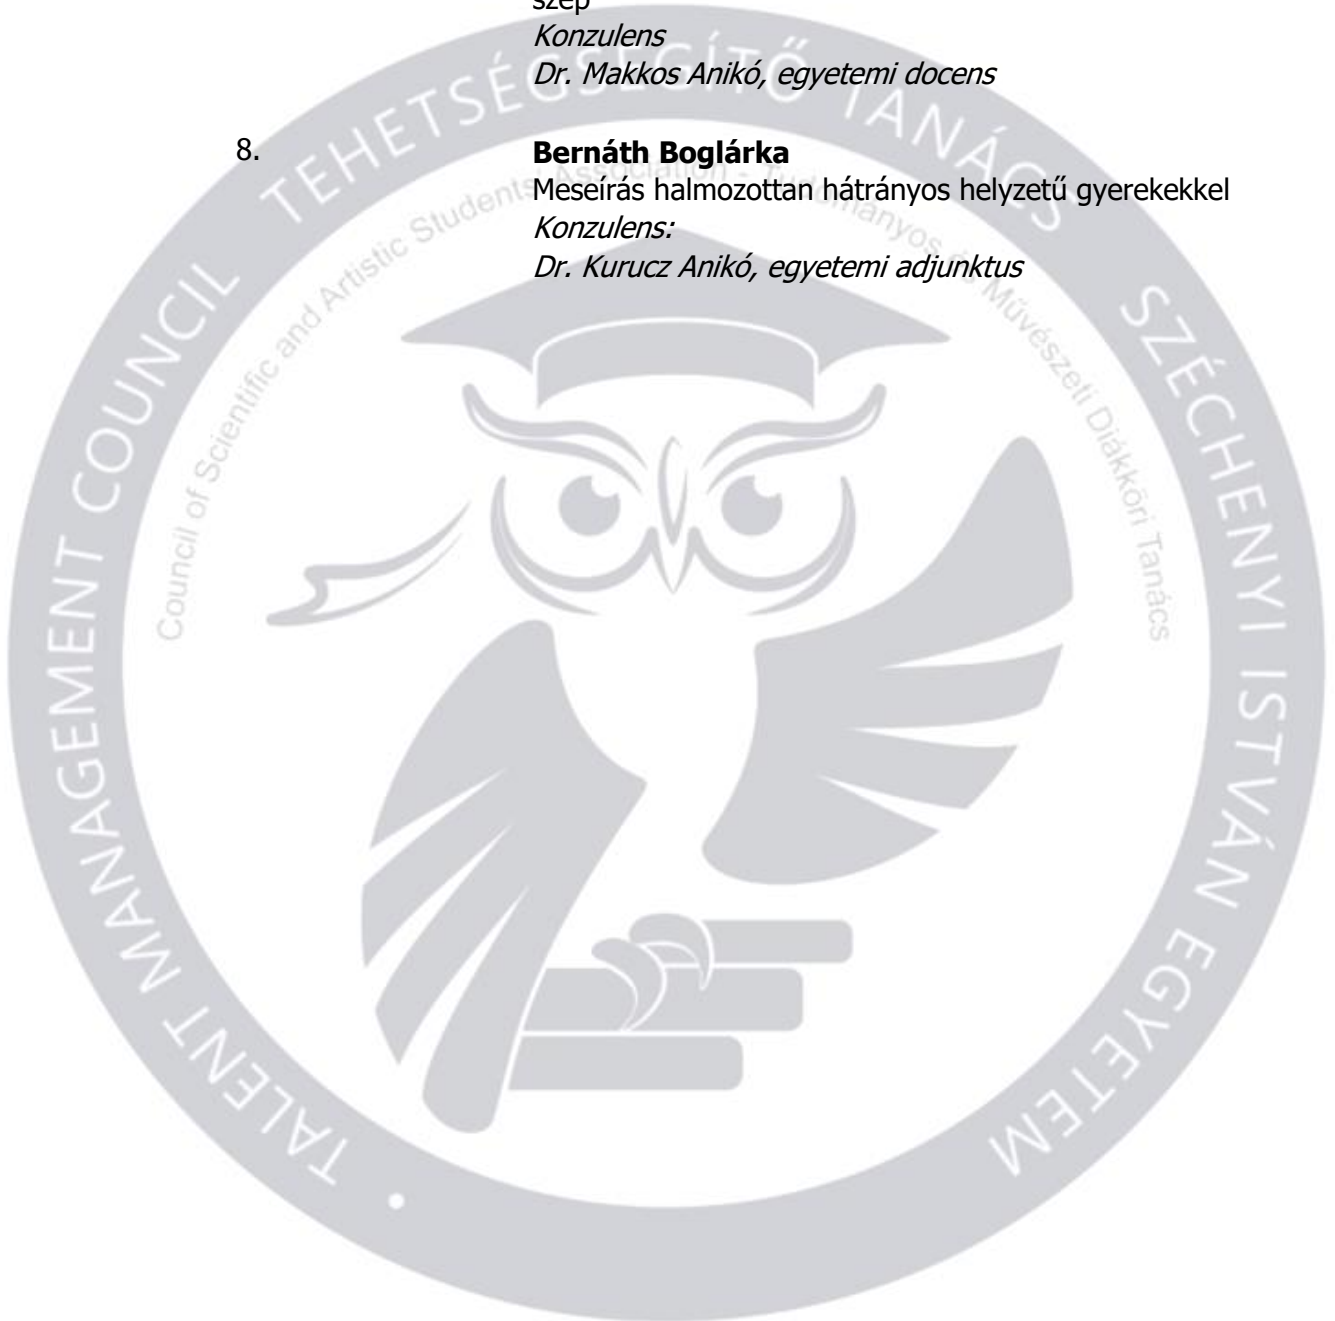 szép
Konzulens
Dr. Makkos Anikó, egyetemi docens
8.
Bernáth Boglárka
Meseírás halmozottan hátrányos helyzetű gyerekekkel
Konzulens:
Dr. Kurucz Anikó, egyetemi adjunktus
TALENT MANAGEMENT COUNCIL TEHETSÉGSEGÍTŐ TANÁCS SZÉCHENYI ISTVÁN EGYETEM
Council of Scientific and Artistic Students' Association - Tudományos és Művészeti Diákköri Tanács